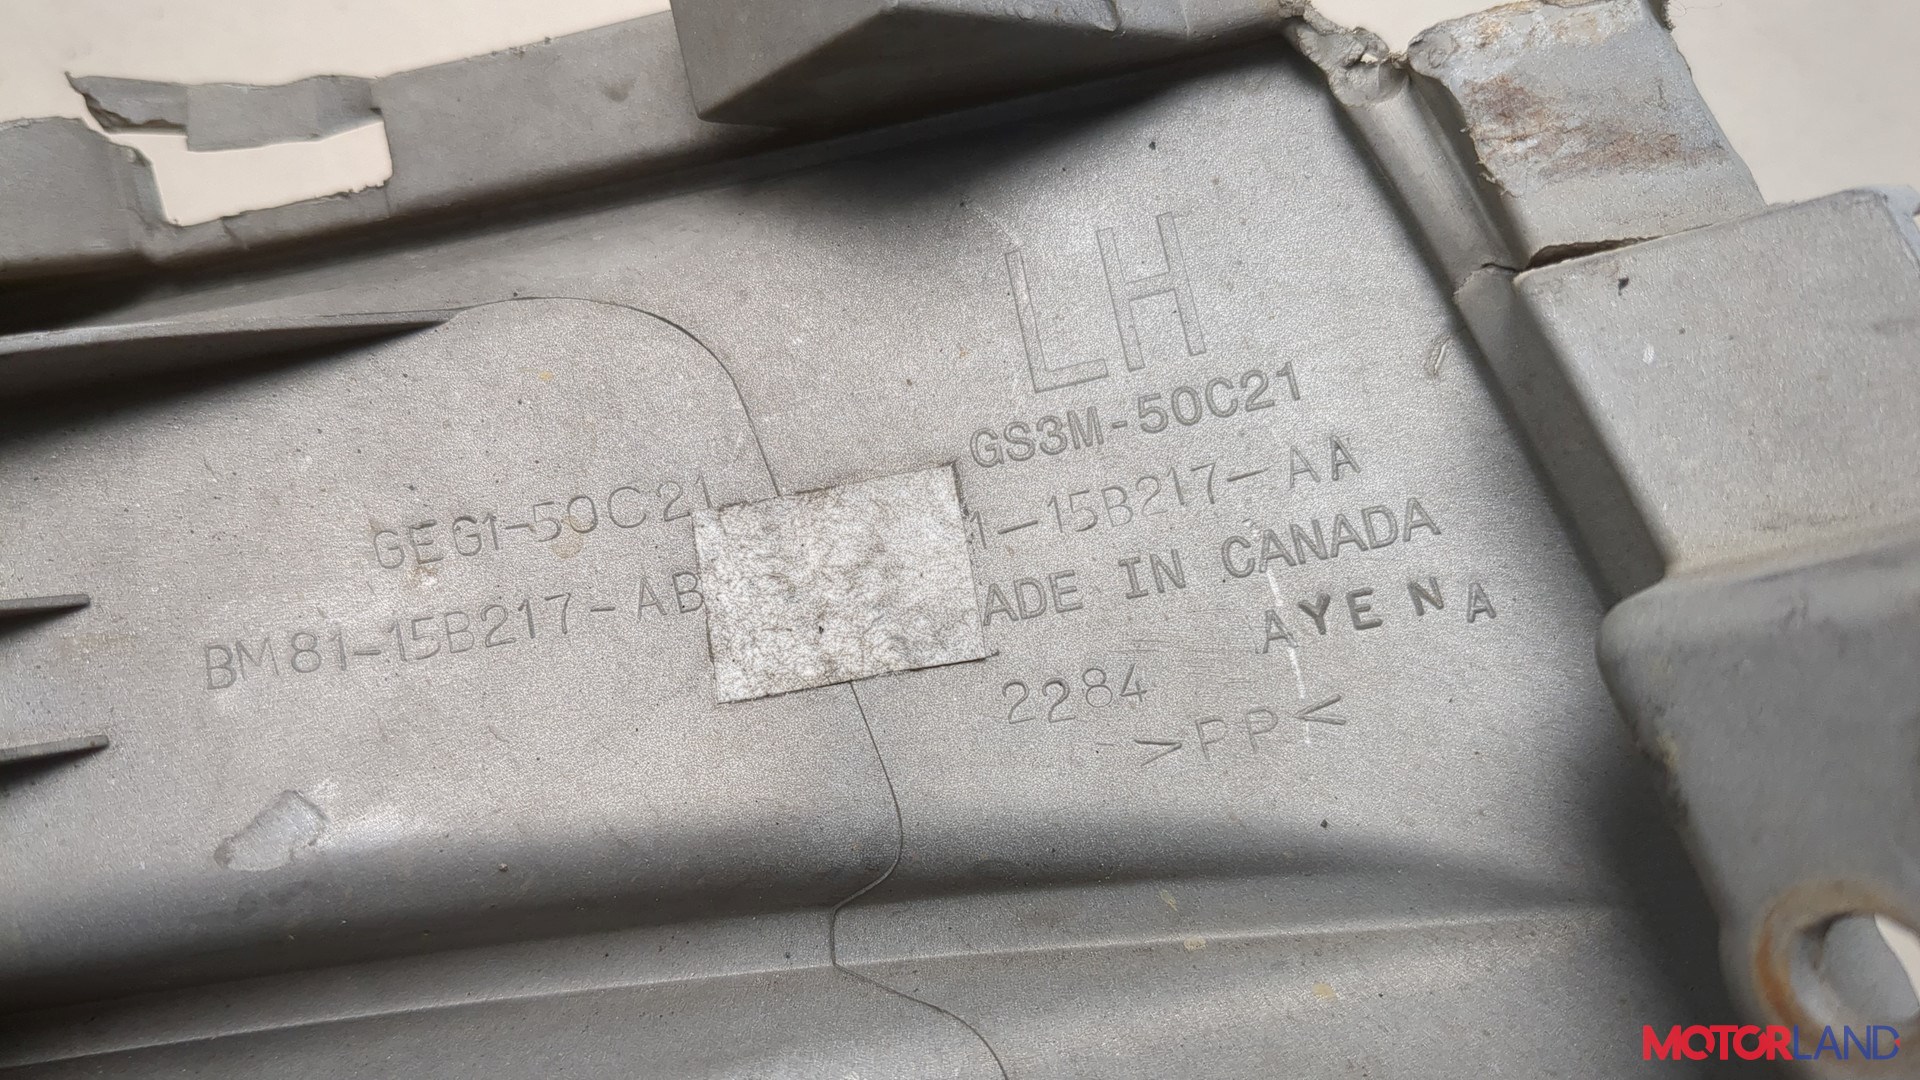 LH
GS3M-50C21
GEG1-50C21
1-15B217-AA
BM81-15B217-AB
ADE IN CANADA
AYENA
2284
>PP<
MOTORLAND